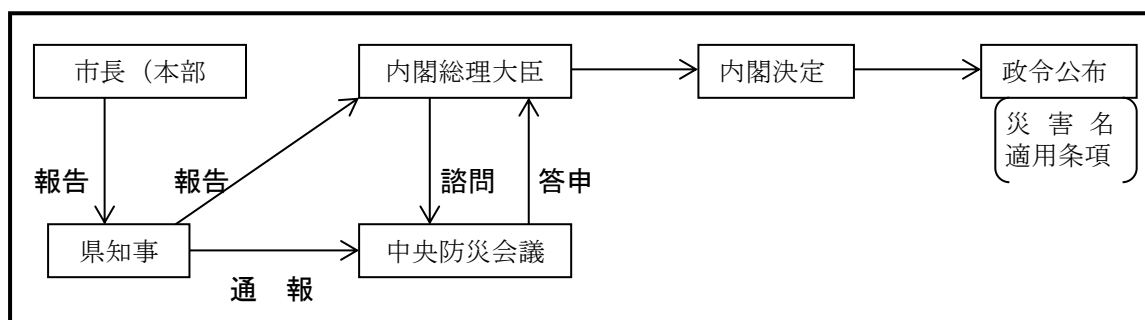 市長（本部
内閣総理大臣
内閣決定
政令公布
災 害 名
適用条項
報告
報告
諮問
答申
県知事
中央防災会議
通　報